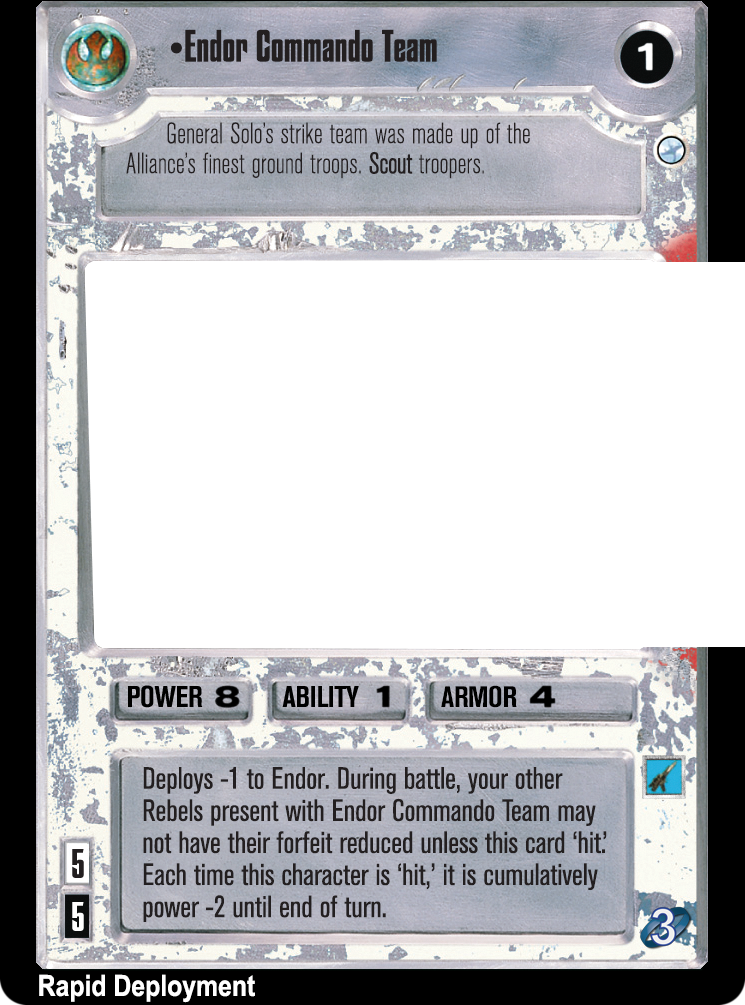 •Endor Commando Team
1
General Solo's strike team was made up of the
Alliance's finest ground troops. Scout troopers.
POWER 8
ABILITY 1
ARMOR 4
Deploys -1 to Endor. During battle, your other
Rebels present with Endor Commando Team may
not have their forfeit reduced unless this card 'hit.'
Each time this character is 'hit,' it is cumulatively
power -2 until end of turn.
5
5
3
Rapid Deployment